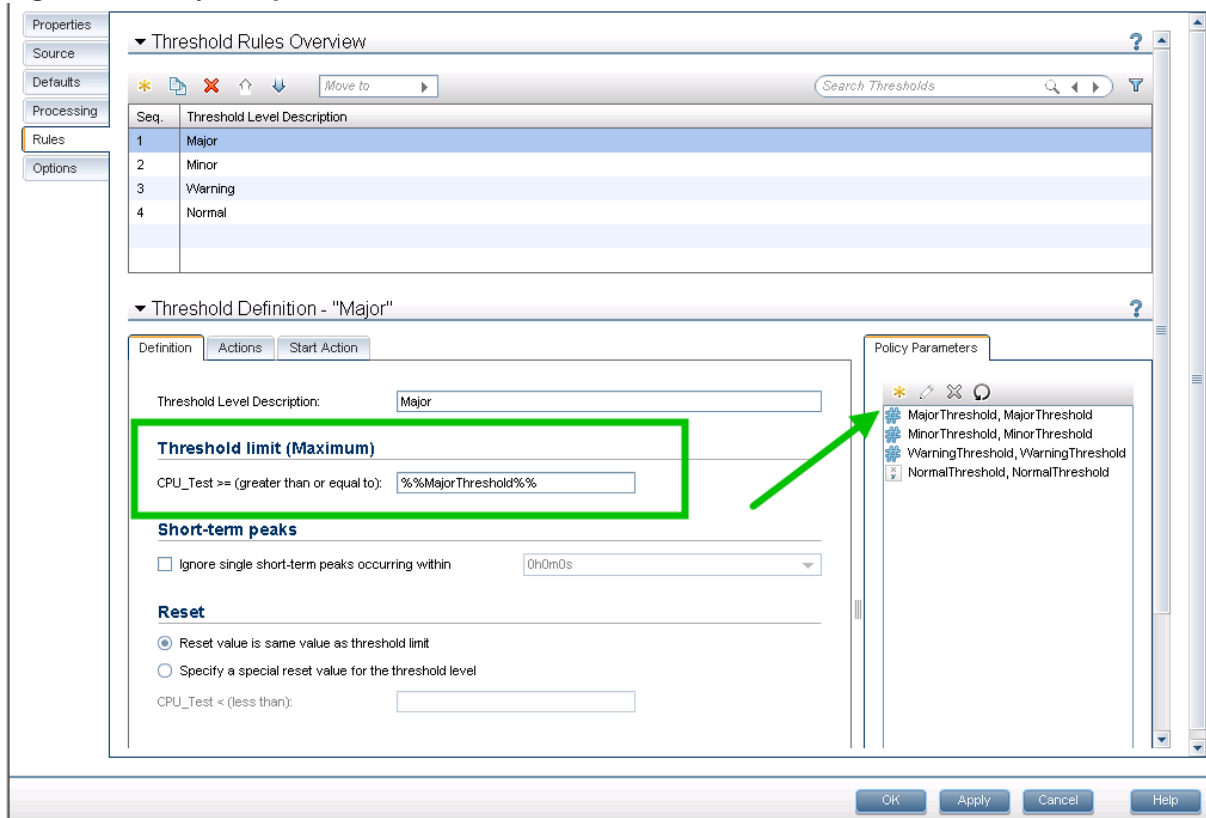 Properties
Source
Defaults
Processing
Rules
Options
Threshold Rules Overview
?
Move to
Search Thresholds
Seq. Threshold Level Description
1 Major
2 Minor
3 Warning
4 Normal
Threshold Definition - "Major"
?
Definition Actions Start Action
Threshold Level Description: Major
Threshold limit (Maximum)
CPU_Test >= (greater than or equal to): %%MajorThreshold%%
Short-term peaks
Ignore single short-term peaks occurring within 0h0m0s
Reset
Reset value is same value as threshold limit
Specify a special reset value for the threshold level
CPU_Test < (less than):
Policy Parameters
MajorThreshold, MajorThreshold
MinorThreshold, MinorThreshold
WarningThreshold, WarningThreshold
NormalThreshold, NormalThreshold
OK Apply Cancel Help